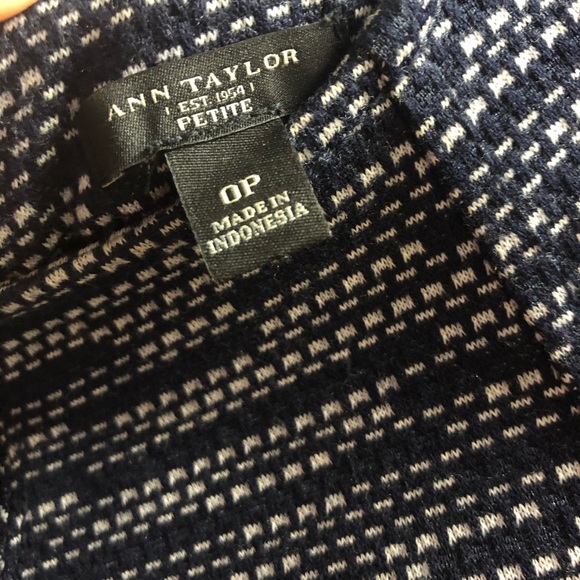 ANN TAYLOR
| EST. 1954 |
PETITE
0P
MADE IN
INDONESIA